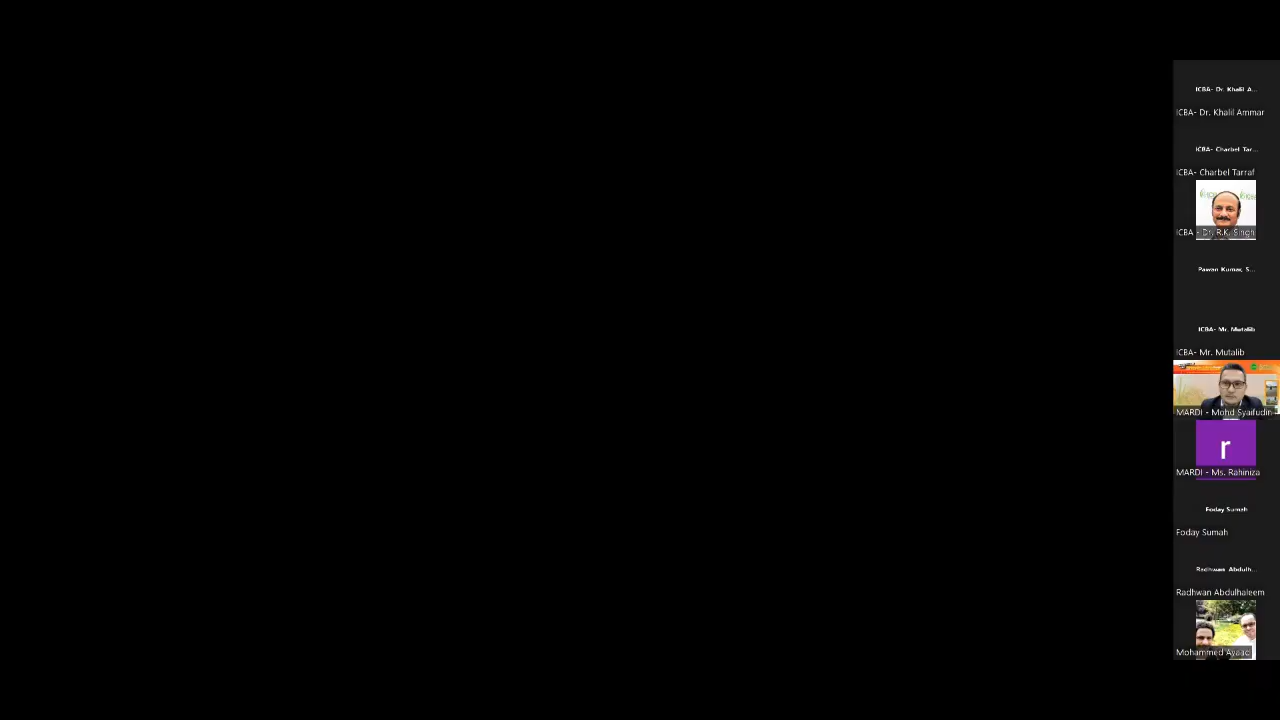 ICBA- Dr. Khalil A...
ICBA- Dr. Khalil Ammar
ICBA- Charbel Tar...
ICBA- Charbel Tarraf
ICBA - Dr. R.K. Singh
Pawan Kumar, S...
ICBA- Mr. Mutalib
ICBA- Mr. Mutalib
MARDI - Mohd Syaifudin
r
MARDI - Ms. Rahiniza
Foday Sumah
Foday Sumah
Radhwan Abdulh...
Radhwan Abdulhaleem
Mohammed Ayaad